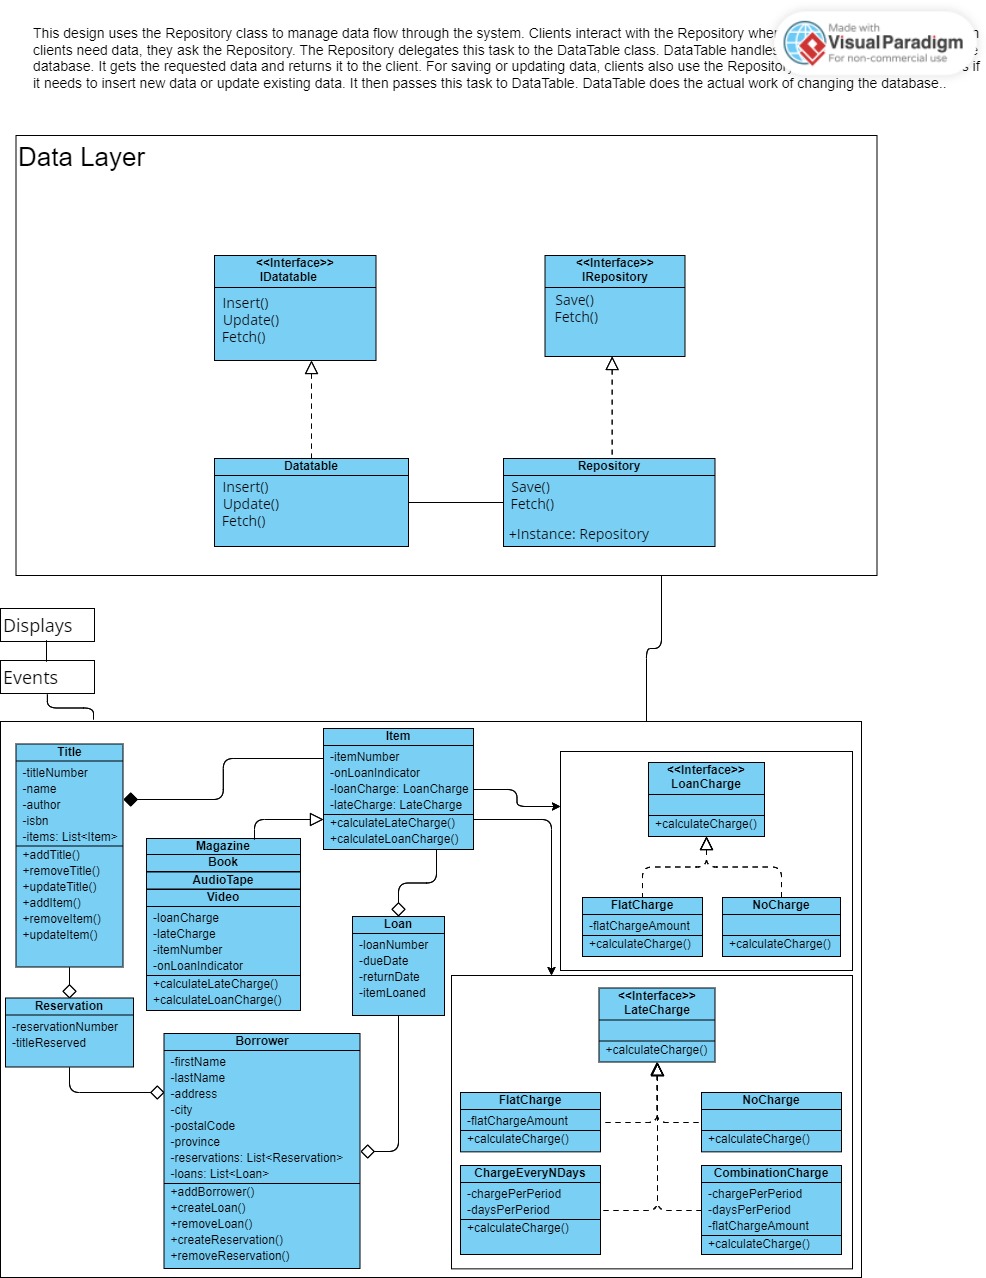 This design uses the Repository class to manage data flow through the system. Clients interact with the Repository
clients need data, they ask the Repository. The Repository delegates this task to the DataTable class. DataTable handles
database. It gets the requested data and returns it to the client. For saving or updating data, clients also use the if
it needs to insert new data or update existing data. It then passes this task to DataTable. DataTable does the actual work of changing the database..
Made with
Visual Paradigm
For non-commercial use
Data Layer
<<Interface>>
IDatatable
Insert()
Update()
Fetch()
<<Interface>>
IRepository
Save()
Fetch()
Datatable
Insert()
Update()
Fetch()
Repository
Save()
Fetch()
+Instance: Repository
Displays
Events
Title
-titleNumber
-name
-author
-isbn
-items: List<Item>
+addTitle()
+removeTitle()
+updateTitle()
+addItem()
+removeItem()
+updateItem()
Item
-itemNumber
-onLoanIndicator
-loanCharge: LoanCharge
-lateCharge: LateCharge
+calculateLateCharge()
+calculateLoanCharge()
Magazine
Book
AudioTape
Video
-loanCharge
-lateCharge
-itemNumber
-onLoanIndicator
+calculateLateCharge()
+calculateLoanCharge()
Loan
-loanNumber
-dueDate
-returnDate
-itemLoaned
<<Interface>>
LoanCharge
+calculateCharge()
FlatCharge
-flatChargeAmount
+calculateCharge()
NoCharge
+calculateCharge()
Reservation
-reservationNumber
-titleReserved
Borrower
-firstName
-lastName
-address
-city
-postalCode
-province
-reservations: List<Reservation>
-loans: List<Loan>
+addBorrower()
+createLoan()
+removeLoan()
+createReservation()
+removeReservation()
<<Interface>>
LateCharge
+calculateCharge()
FlatCharge
-flatChargeAmount
+calculateCharge()
NoCharge
+calculateCharge()
ChargeEveryNDays
-chargePerPeriod
-daysPerPeriod
+calculateCharge()
CombinationCharge
-chargePerPeriod
-daysPerPeriod
-flatChargeAmount
+calculateCharge()